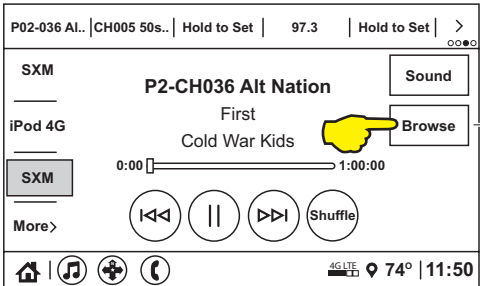 P02-036 Al.. | CH005 50s.. | Hold to Set | 97.3 | Hold to Set | >
SXM
P2-CH036 Alt Nation
Sound
First
iPod 4G
Browse
Cold War Kids
0:00
1:00:00
SXM
Shuffle
More>
4G LTE 74° | 11:50